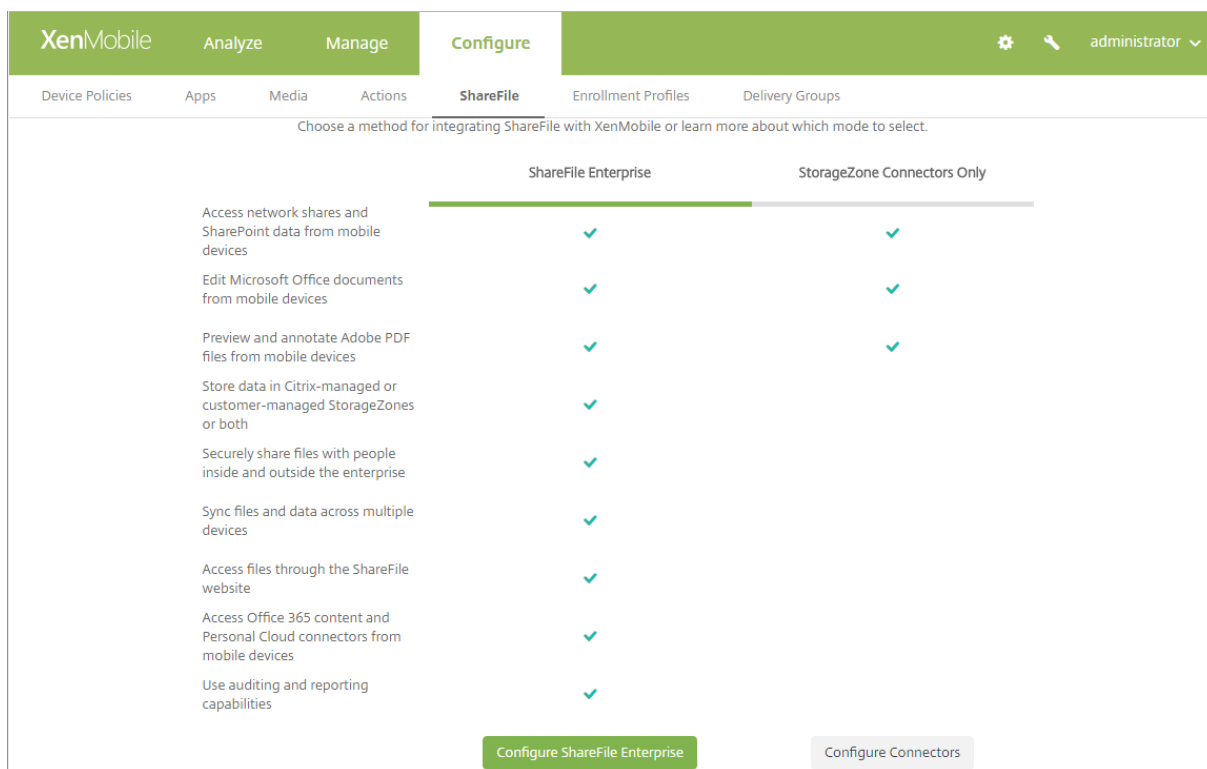 XenMobile Analyze Manage Configure administrator
Device Policies Apps Media Actions ShareFile Enrollment Profiles Delivery Groups
Choose a method for integrating ShareFile with XenMobile or learn more about which mode to select.
ShareFile Enterprise StorageZone Connectors Only
Access network shares and
SharePoint data from mobile
devices
Edit Microsoft Office documents
from mobile devices
Preview and annotate Adobe PDF
files from mobile devices
Store data in Citrix-managed or
customer-managed StorageZones
or both
Securely share files with people
inside and outside the enterprise
Sync files and data across multiple
devices
Access files through the ShareFile
website
Access Office 365 content and
Personal Cloud connectors from
mobile devices
Use auditing and reporting
capabilities
Configure ShareFile Enterprise Configure Connectors